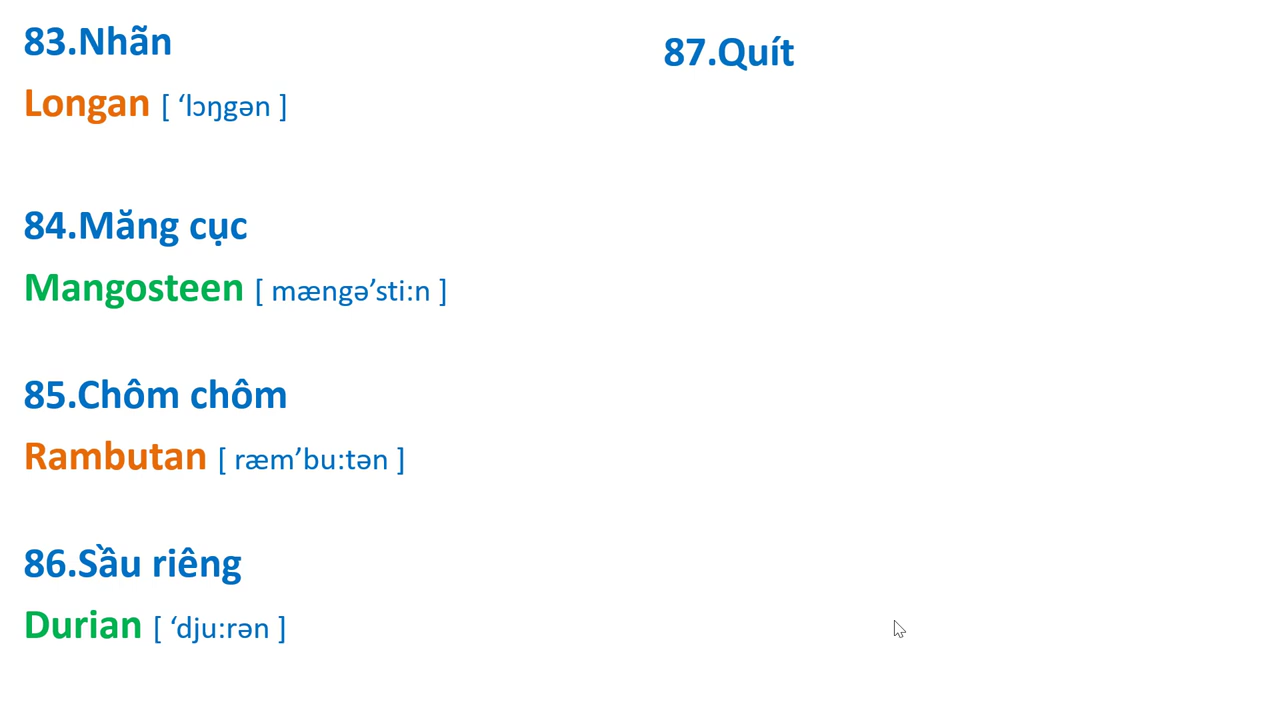 83.Nhãn
Longan [ ‘lɔŋgən ]
84.Măng cục
Mangosteen [ mængə’sti:n ]
85.Chôm chôm
Rambutan [ ræm’bu:tən ]
86.Sầu riêng
Durian [ ‘dju:rən ]
87.Quít